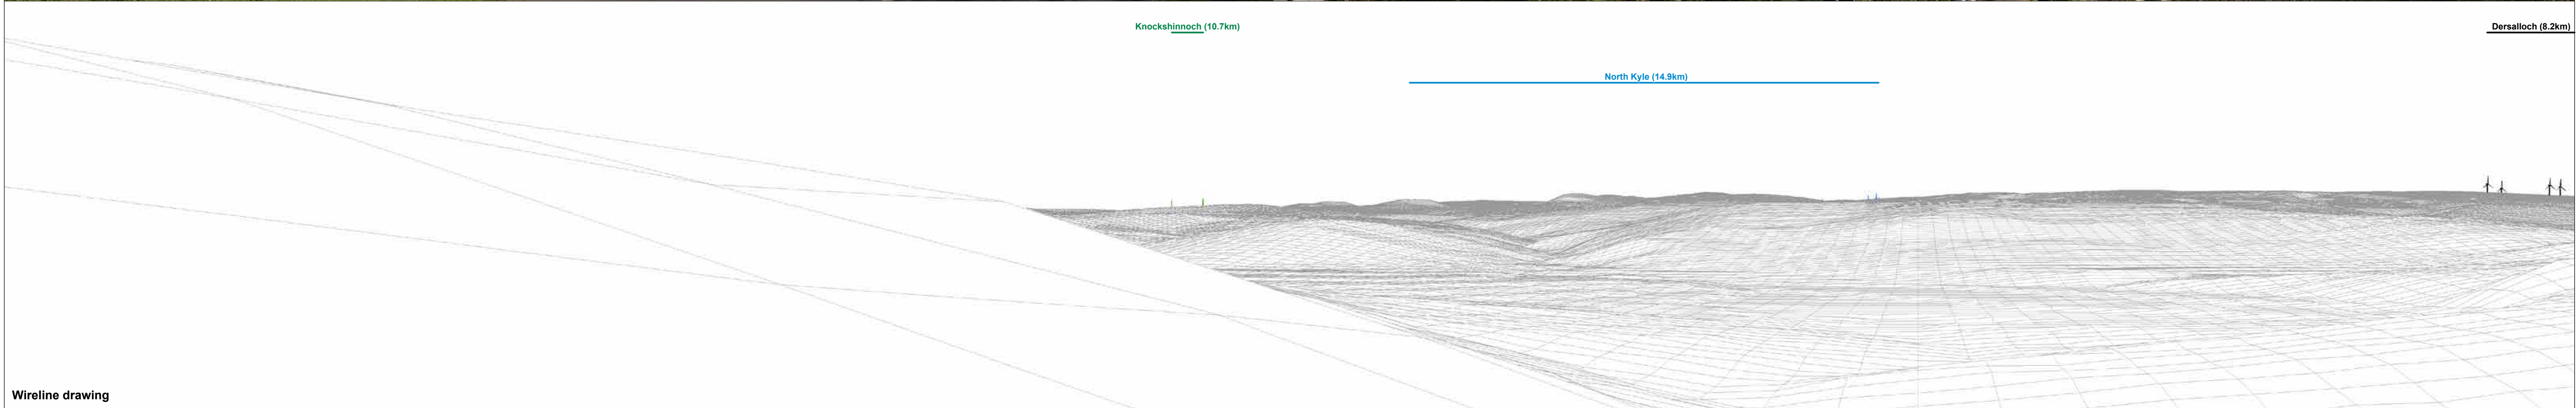 Knockshinnoch (10.7km)
Dersalloch (8.2km)
North Kyle (14.9km)
Wireline drawing